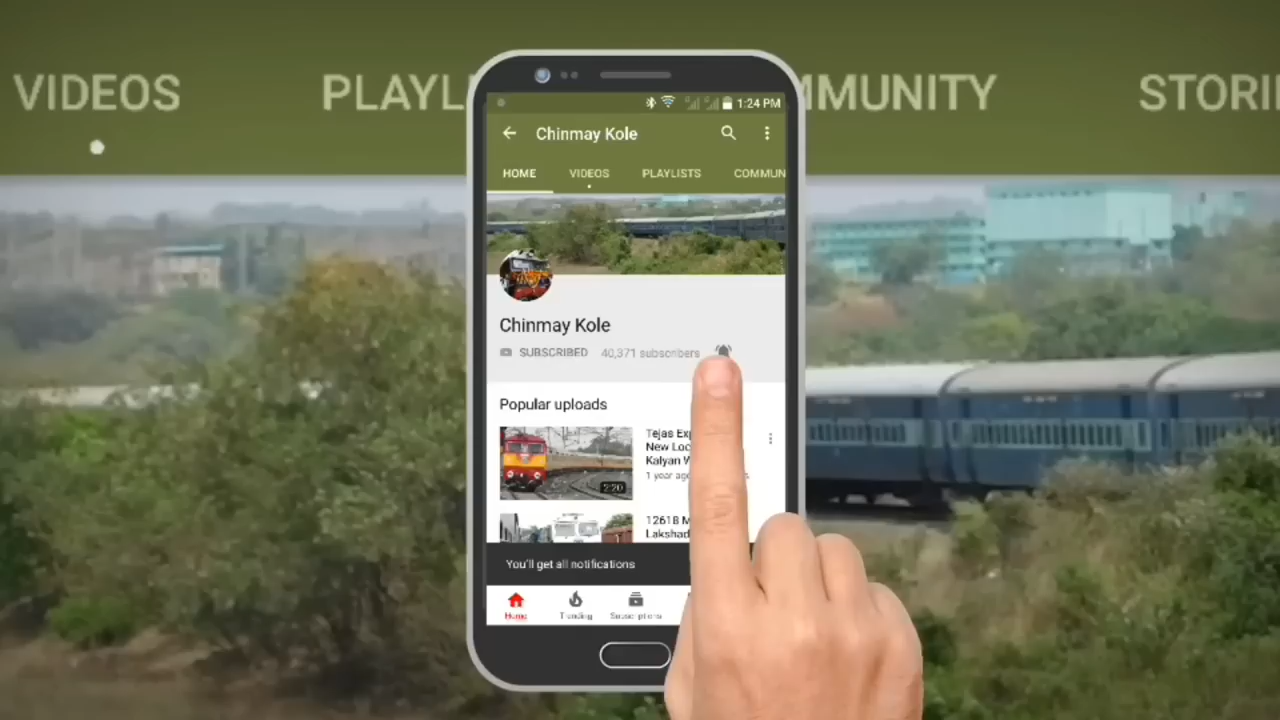 VIDEOS
PLAYL
MMUNITY
STORI
1:24 PM
Chinmay Kole
HOME VIDEOS PLAYLISTS COMMUN
Chinmay Kole
SUBSCRIBED 40,371 subscribers
Popular uploads
Tejas Exp
New Loc
Kalyan W
1 year ago
2:20
12618 M
Lakshad
You'll get all notifications
Home Trending Subscriptions